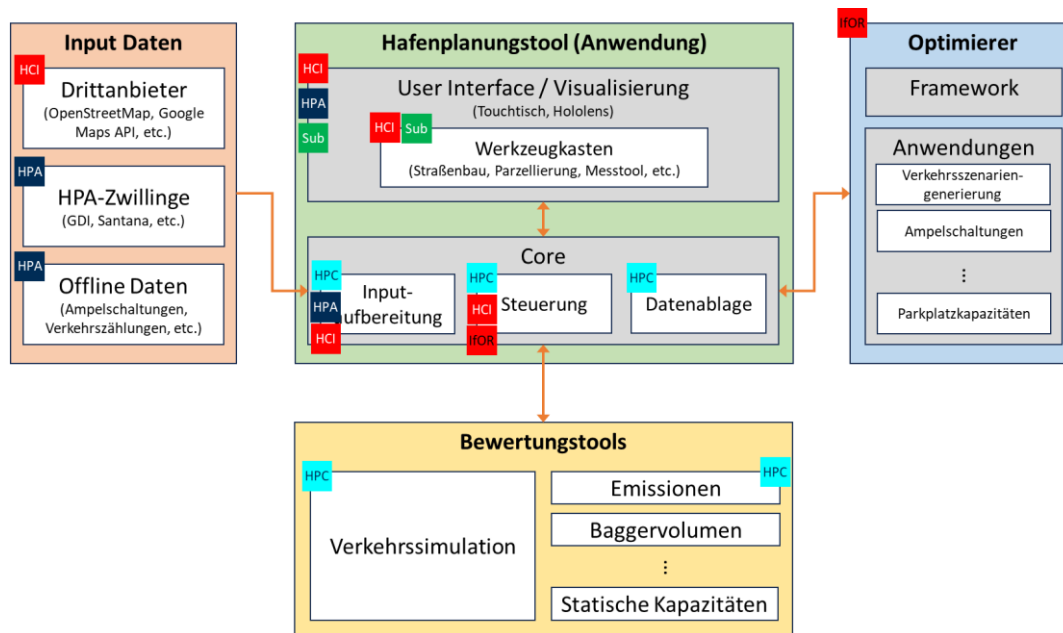 Input Daten
HCI
Drittanbieter
(OpenStreetMap, Google
Maps API, etc.)
HPA
HPA-Zwillinge
(GDI, Santana, etc.)
HPA
Offline Daten
(Ampelschaltungen,
Verkehrszählungen, etc.)
Hafenplanungstool (Anwendung)
HCI
HPA
Sub
User Interface / Visualisierung
(Touchtisch, Hololens)
HCI
Sub
Werkzeugkasten
(Straßenbau, Parzellierung, Messtool, etc.)
Core
HPC
HPA
HCI
Input-
aufbereitung
HPC
HCI
IfOR
Steuerung
HPC
Datenablage
IfOR
Optimierer
Framework
Anwendungen
Verkehrsszenarien-
generierung
Ampelschaltungen
...
Parkplatzkapazitäten
Bewertungstools
HPC
Verkehrssimulation
HPC
Emissionen
Baggervolumen
...
Statische Kapazitäten